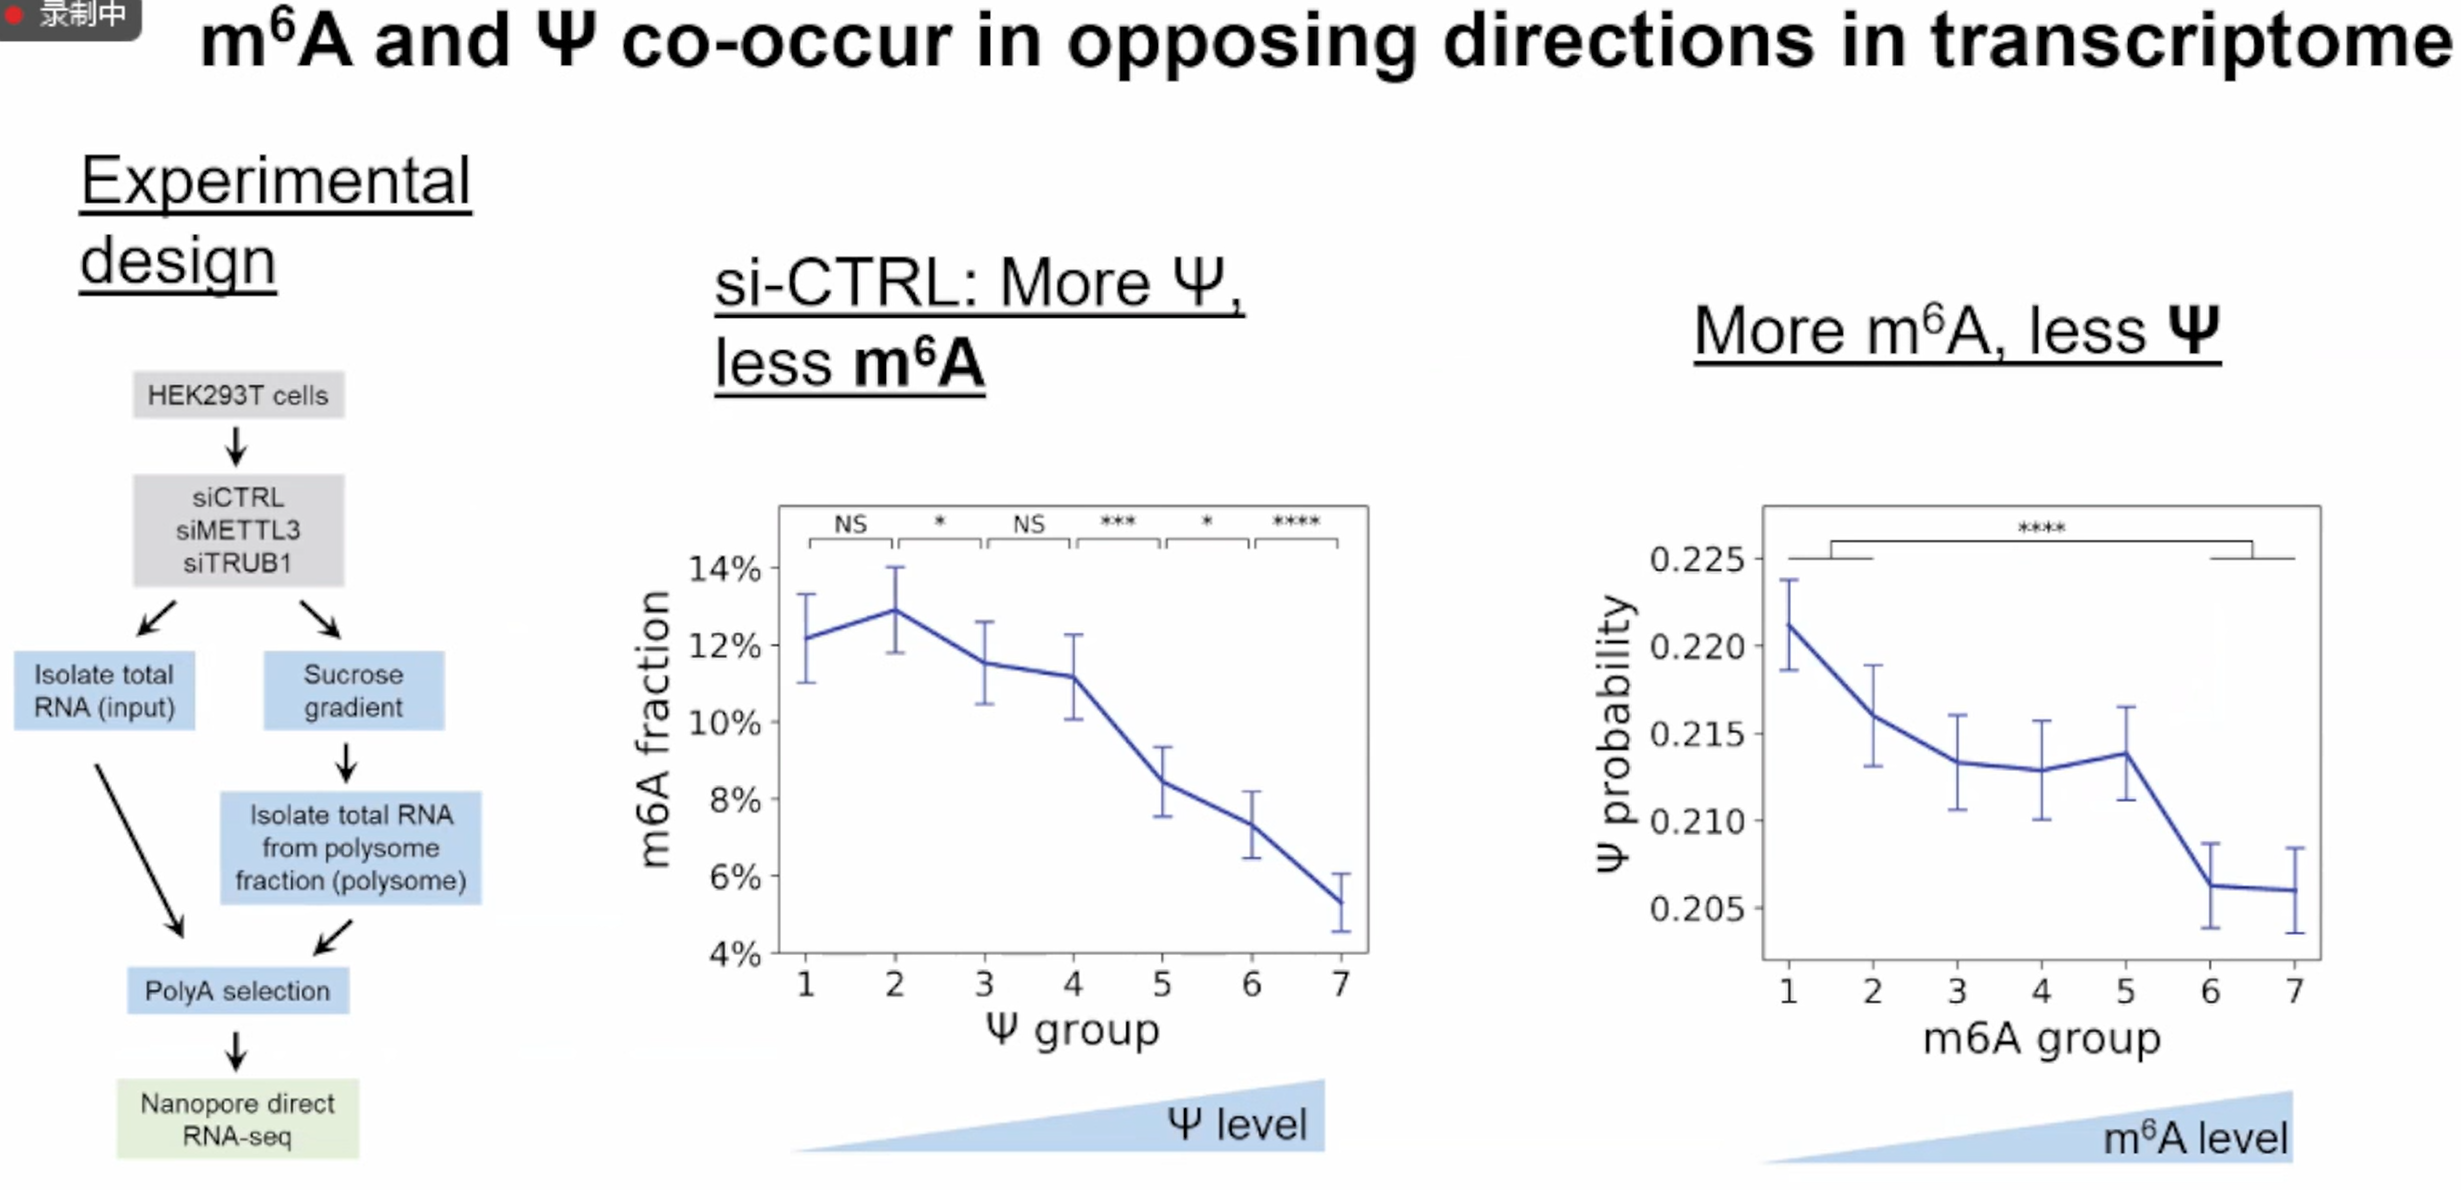 录制中
m⁶A and Ψ co-occur in opposing directions in transcriptome
Experimental
design
HEK293T cells
siCTRL
siMETTL3
siTRUB1
Isolate total
RNA (input)
Sucrose
gradient
Isolate total RNA
from polysome
fraction (polysome)
PolyA selection
Nanopore direct
RNA-seq
si-CTRL: More Ψ,
less m⁶A
NS * NS *** * ****
14%
12%
10%
8%
6%
4%
m6A fraction
1 2 3 4 5 6 7
Ψ group
Ψ level
More m⁶A, less Ψ
****
0.225
0.220
0.215
0.210
0.205
Ψ probability
1 2 3 4 5 6 7
m6A group
m⁶A level